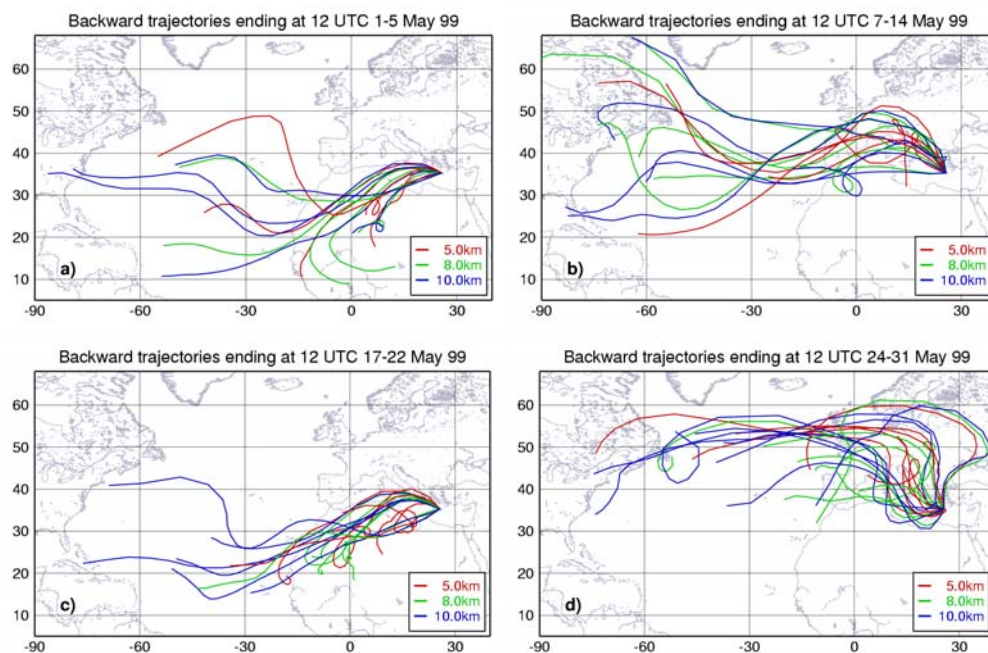 Backward trajectories ending at 12 UTC 1-5 May 99
60
50
40
30
20
10
a)
5.0km
8.0km
10.0km
-90 -60 -30 0 30
Backward trajectories ending at 12 UTC 7-14 May 99
60
50
40
30
20
10
b)
5.0km
8.0km
10.0km
-90 -60 -30 0 30
Backward trajectories ending at 12 UTC 17-22 May 99
60
50
40
30
20
10
c)
5.0km
8.0km
10.0km
-90 -60 -30 0 30
Backward trajectories ending at 12 UTC 24-31 May 99
60
50
40
30
20
10
d)
5.0km
8.0km
10.0km
-90 -60 -30 0 30